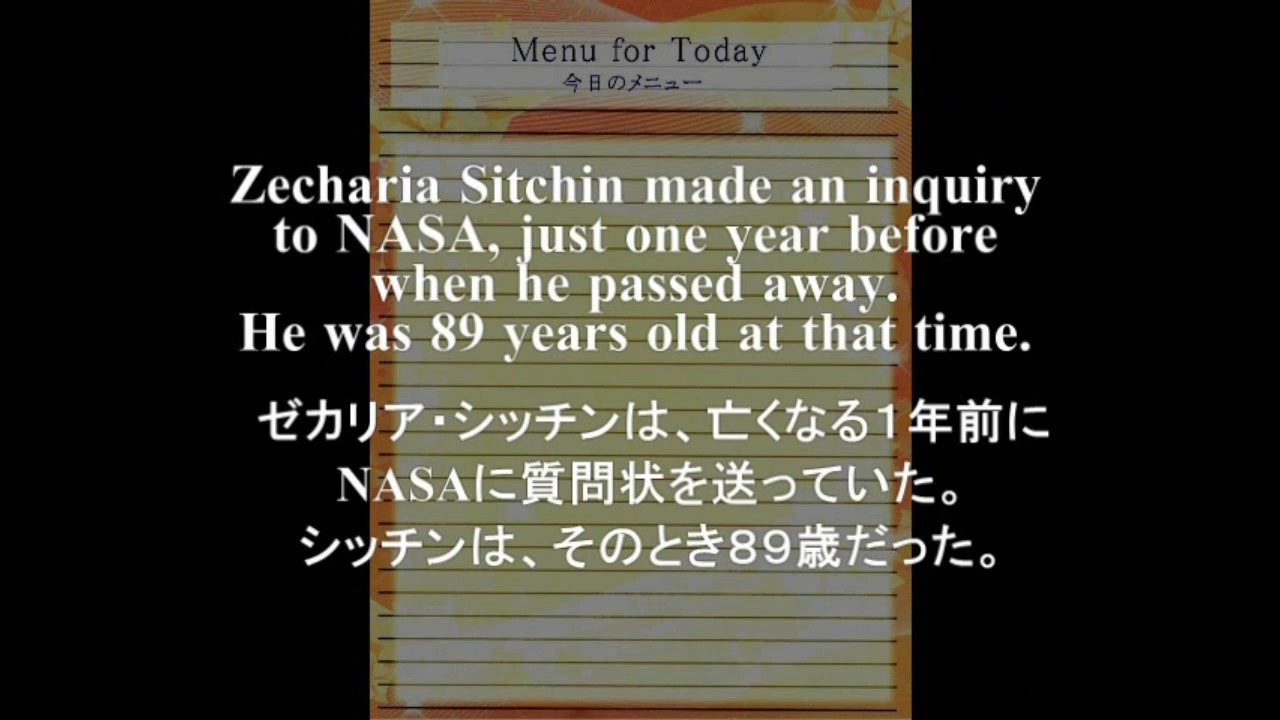 Menu for Today
今日のメニュー
Zecharia Sitchin made an inquiry
to NASA, just one year before
when he passed away.
He was 89 years old at that time.
ゼカリア・シッチンは、亡くなる１年前に
NASAに質問状を送っていた。
シッチンは、そのとき８９歳だった。